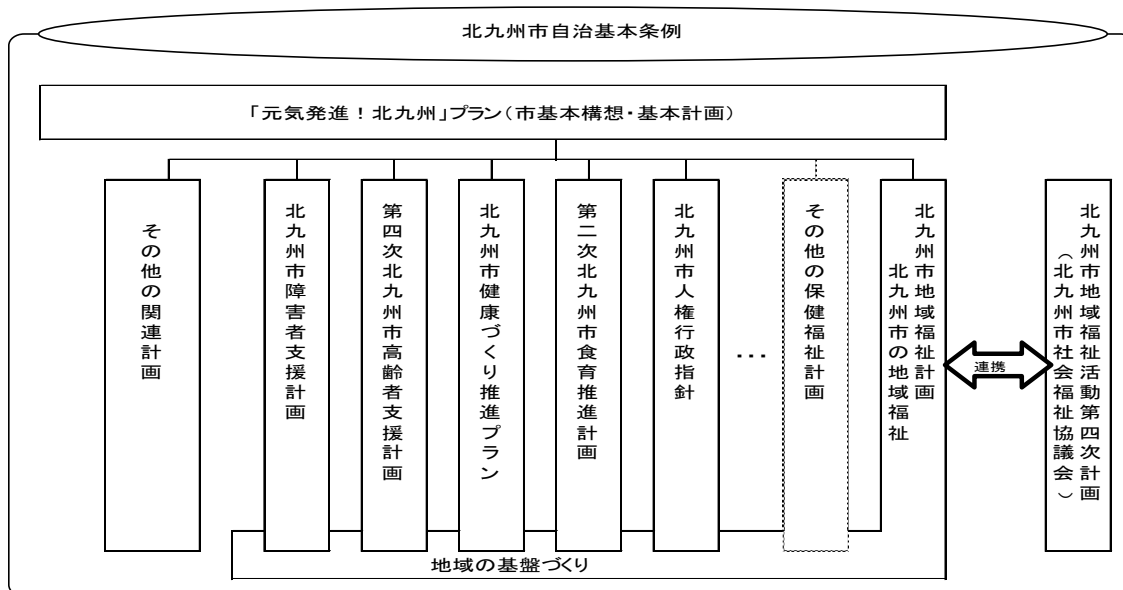 北九州市自治基本条例
「元気発進！北九州」プラン（市基本構想・基本計画）
その他の関連計画
北九州市障害者支援計画
第四次北九州市高齢者支援計画
北九州市健康づくり推進プラン
第二次北九州市食育推進計画
北九州市人権行政指針
･･･
その他の保健福祉計画
北九州市地域福祉計画
北九州市の地域福祉
連携
北九州市地域福祉活動第四次計画
（北九州市社会福祉協議会）
地域の基盤づくり